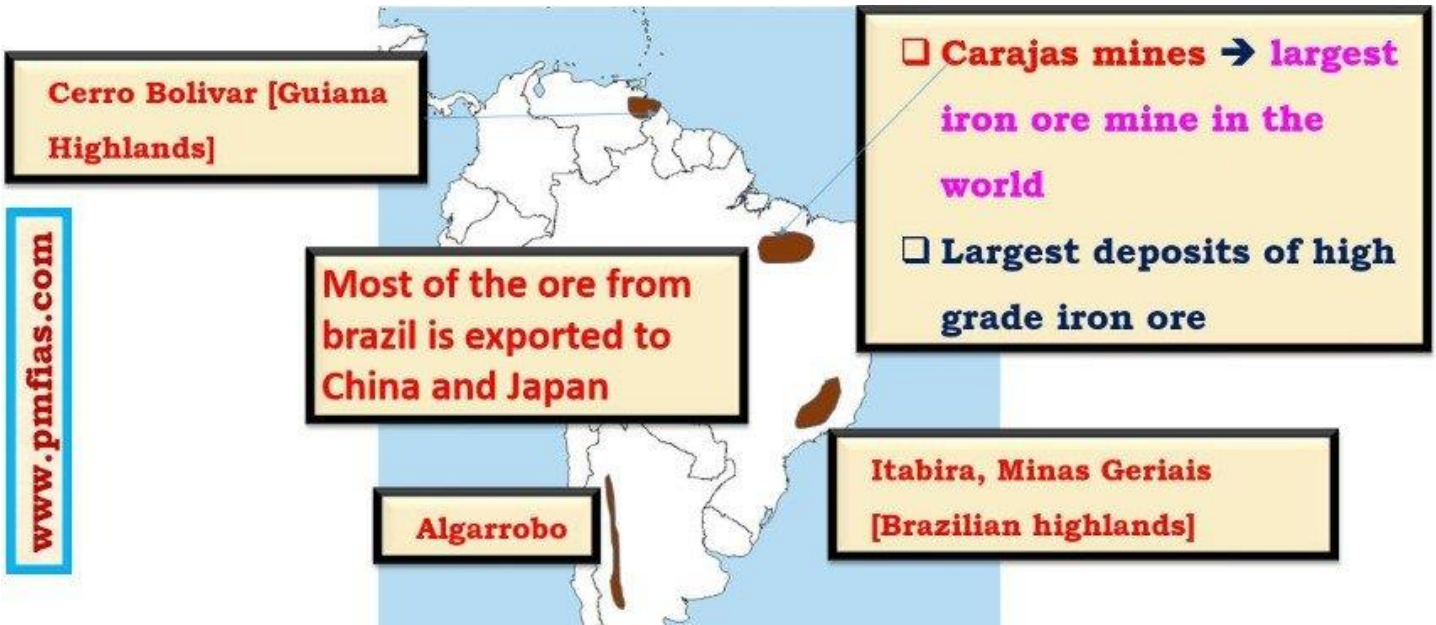 Cerro Bolivar [Guiana
Highlands]
❑ Carajas mines → largest
iron ore mine in the
world
❑ Largest deposits of high
grade iron ore
www.pmfias.com
Most of the ore from
brazil is exported to
China and Japan
Algarrobo
Itabira, Minas Geriais
[Brazilian highlands]